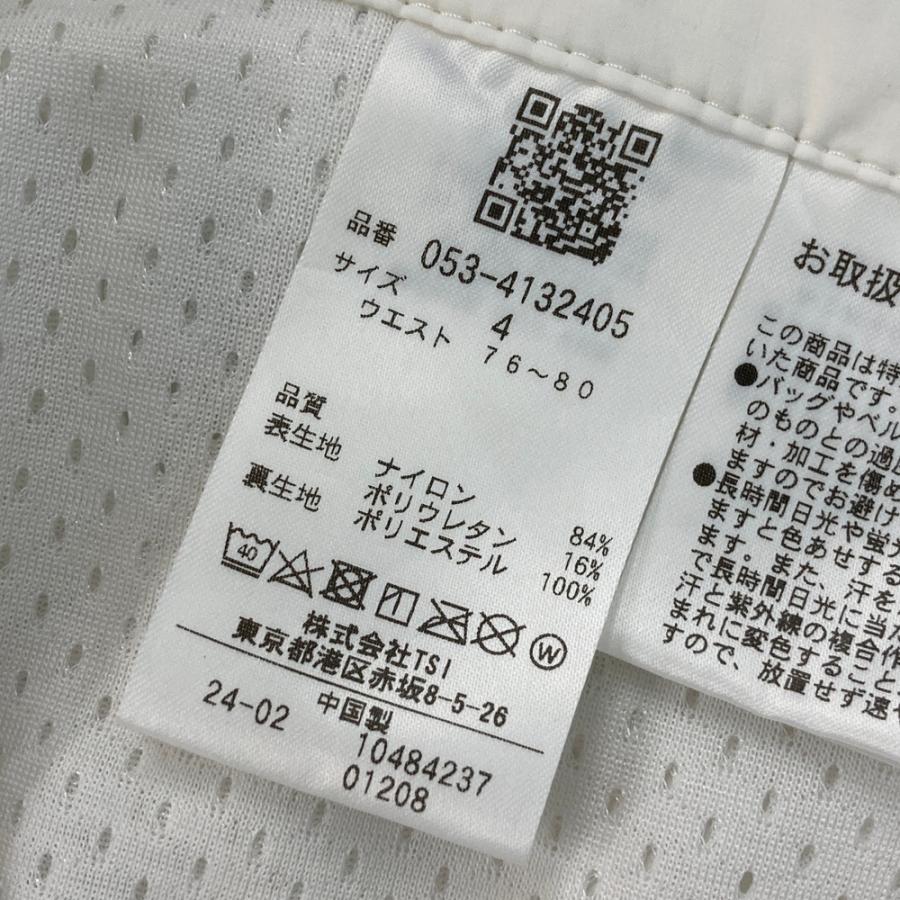 品番 053-4132405
サイズ 4
ウエスト 76～80
品質
表生地 ナイロン 84%
ポリウレタン 16%
裏生地 ポリエステル 100%
40
W
株式会社TSI
東京都港区赤坂8-5-26
24-02 中国製
10484237
01208
お取扱
この商品は特
いた商品です。
●バッグやベル
のものとの過度
材・加工を傷め
ますのでお避け
●長時間日光や蛍光
ますと色あせする
ます。また、汗を
で長時間日光に当た
汗と紫外線の複合作
まれに変色すること
すので、放置せず速や